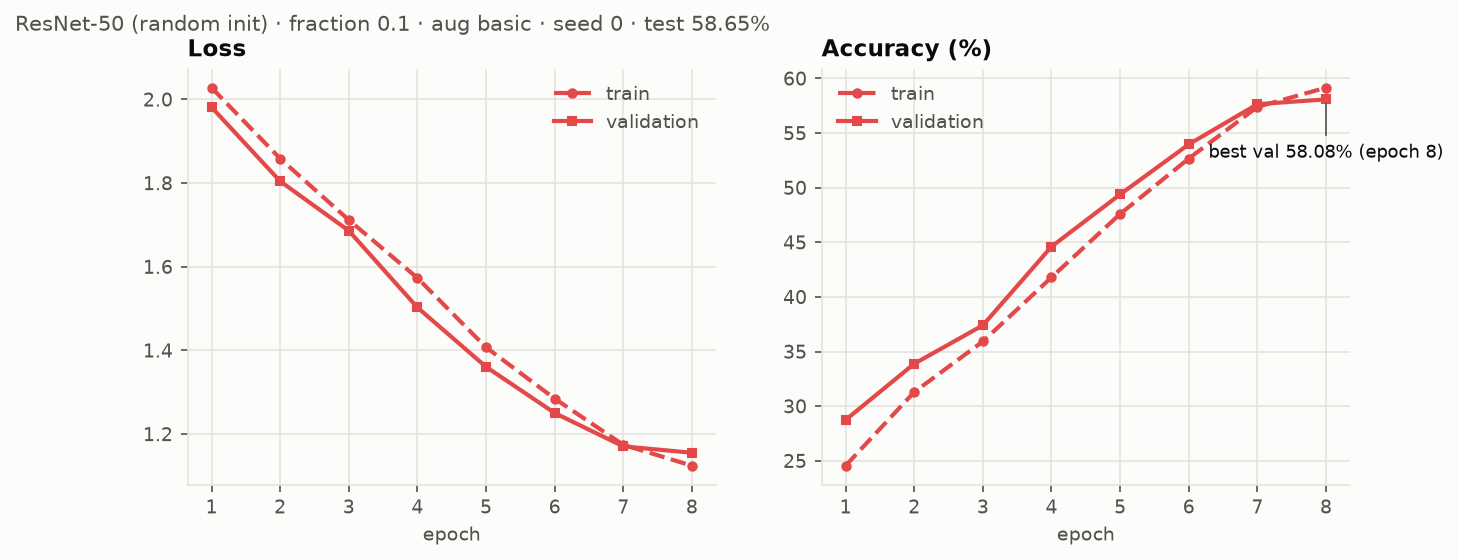 ResNet-50 (random init) · fraction 0.1 · aug basic · seed 0 · test 58.65%
Loss
train
validation
2.0
1.8
1.6
1.4
1.2
1 2 3 4 5 6 7 8
epoch
Accuracy (%)
train
validation
best val 58.08% (epoch 8)
60
55
50
45
40
35
30
25
1 2 3 4 5 6 7 8
epoch